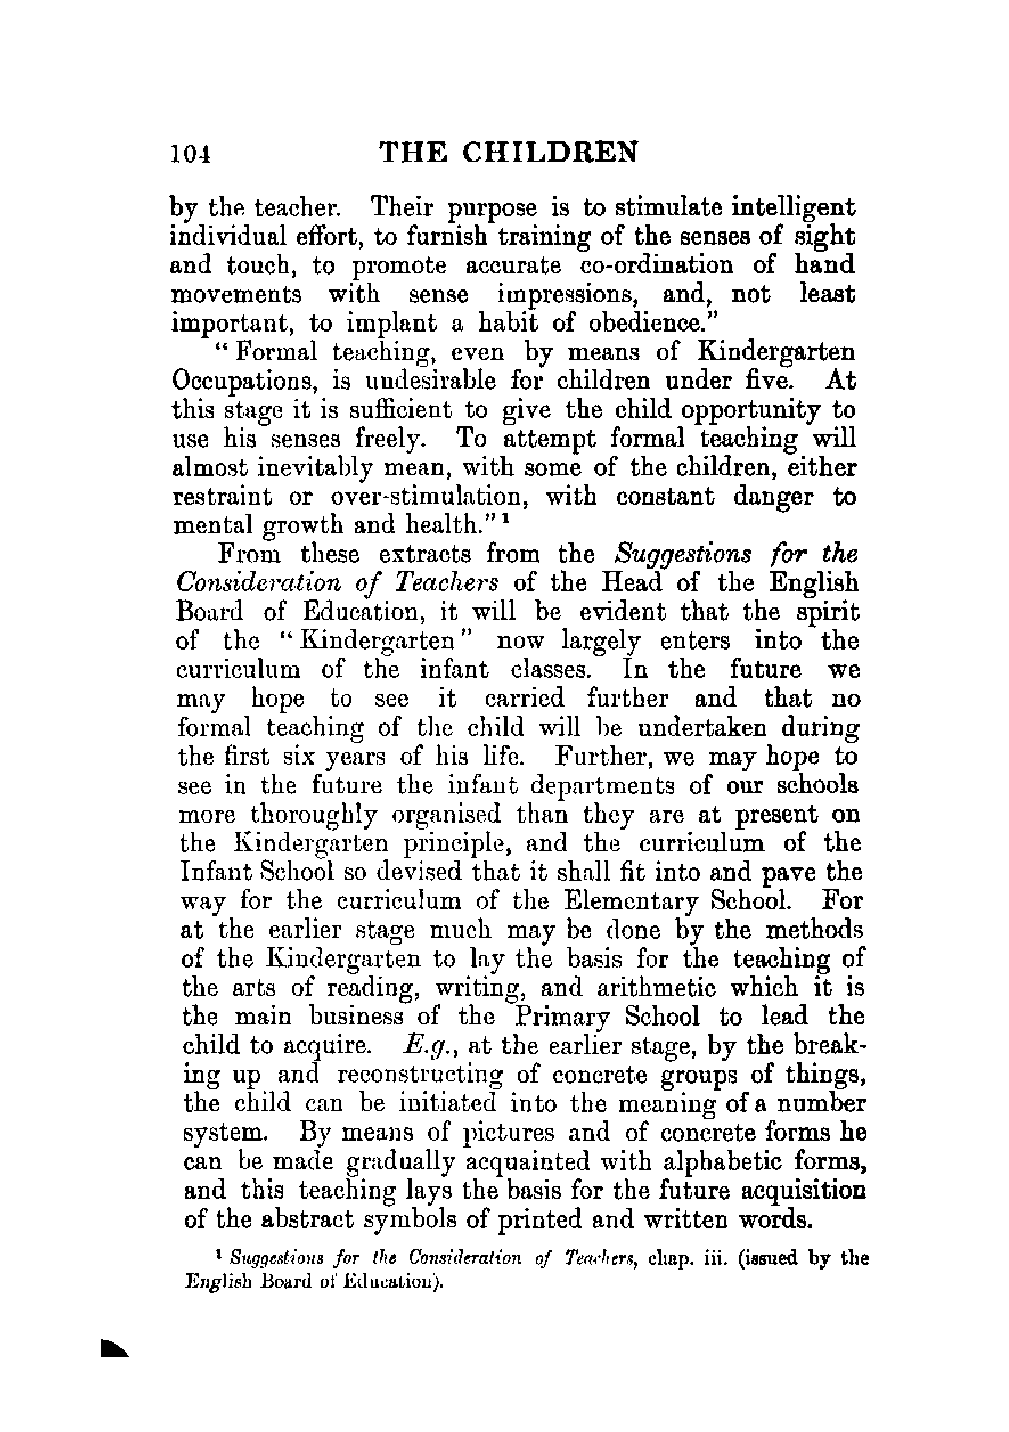 104 THE CHILDREN
by the teacher. Their purpose is to stimulate intelligent
individual effort, to furnish training of the senses of sight
and touch, to promote accurate co-ordination of hand
movements with sense impressions, and, not least
important, to implant a habit of obedience."
"Formal teaching, even by means of Kindergarten
Occupations, is undesirable for children under five. At
this stage it is sufficient to give the child opportunity to
use his senses freely. To attempt formal teaching will
almost inevitably mean, with some of the children, either
restraint or over-stimulation, with constant danger to
mental growth and health."¹
From these extracts from the Suggestions for the
Consideration of Teachers of the Head of the English
Board of Education, it will be evident that the spirit
of the "Kindergarten" now largely enters into the
curriculum of the infant classes. In the future we
may hope to see it carried further and that no
formal teaching of the child will be undertaken during
the first six years of his life. Further, we may hope to
see in the future the infant departments of our schools
more thoroughly organised than they are at present on
the Kindergarten principle, and the curriculum of the
Infant School so devised that it shall fit into and pave the
way for the curriculum of the Elementary School. For
at the earlier stage much may be done by the methods
of the Kindergarten to lay the basis for the teaching of
the arts of reading, writing, and arithmetic which it is
the main business of the Primary School to lead the
child to acquire. E.g., at the earlier stage, by the break-
ing up and reconstructing of concrete groups of things,
the child can be initiated into the meaning of a number
system. By means of pictures and of concrete forms he
can be made gradually acquainted with alphabetic forms,
and this teaching lays the basis for the future acquisition
of the abstract symbols of printed and written words.
¹ Suggestions for the Consideration of Teachers, chap. iii. (issued by the
English Board of Education).